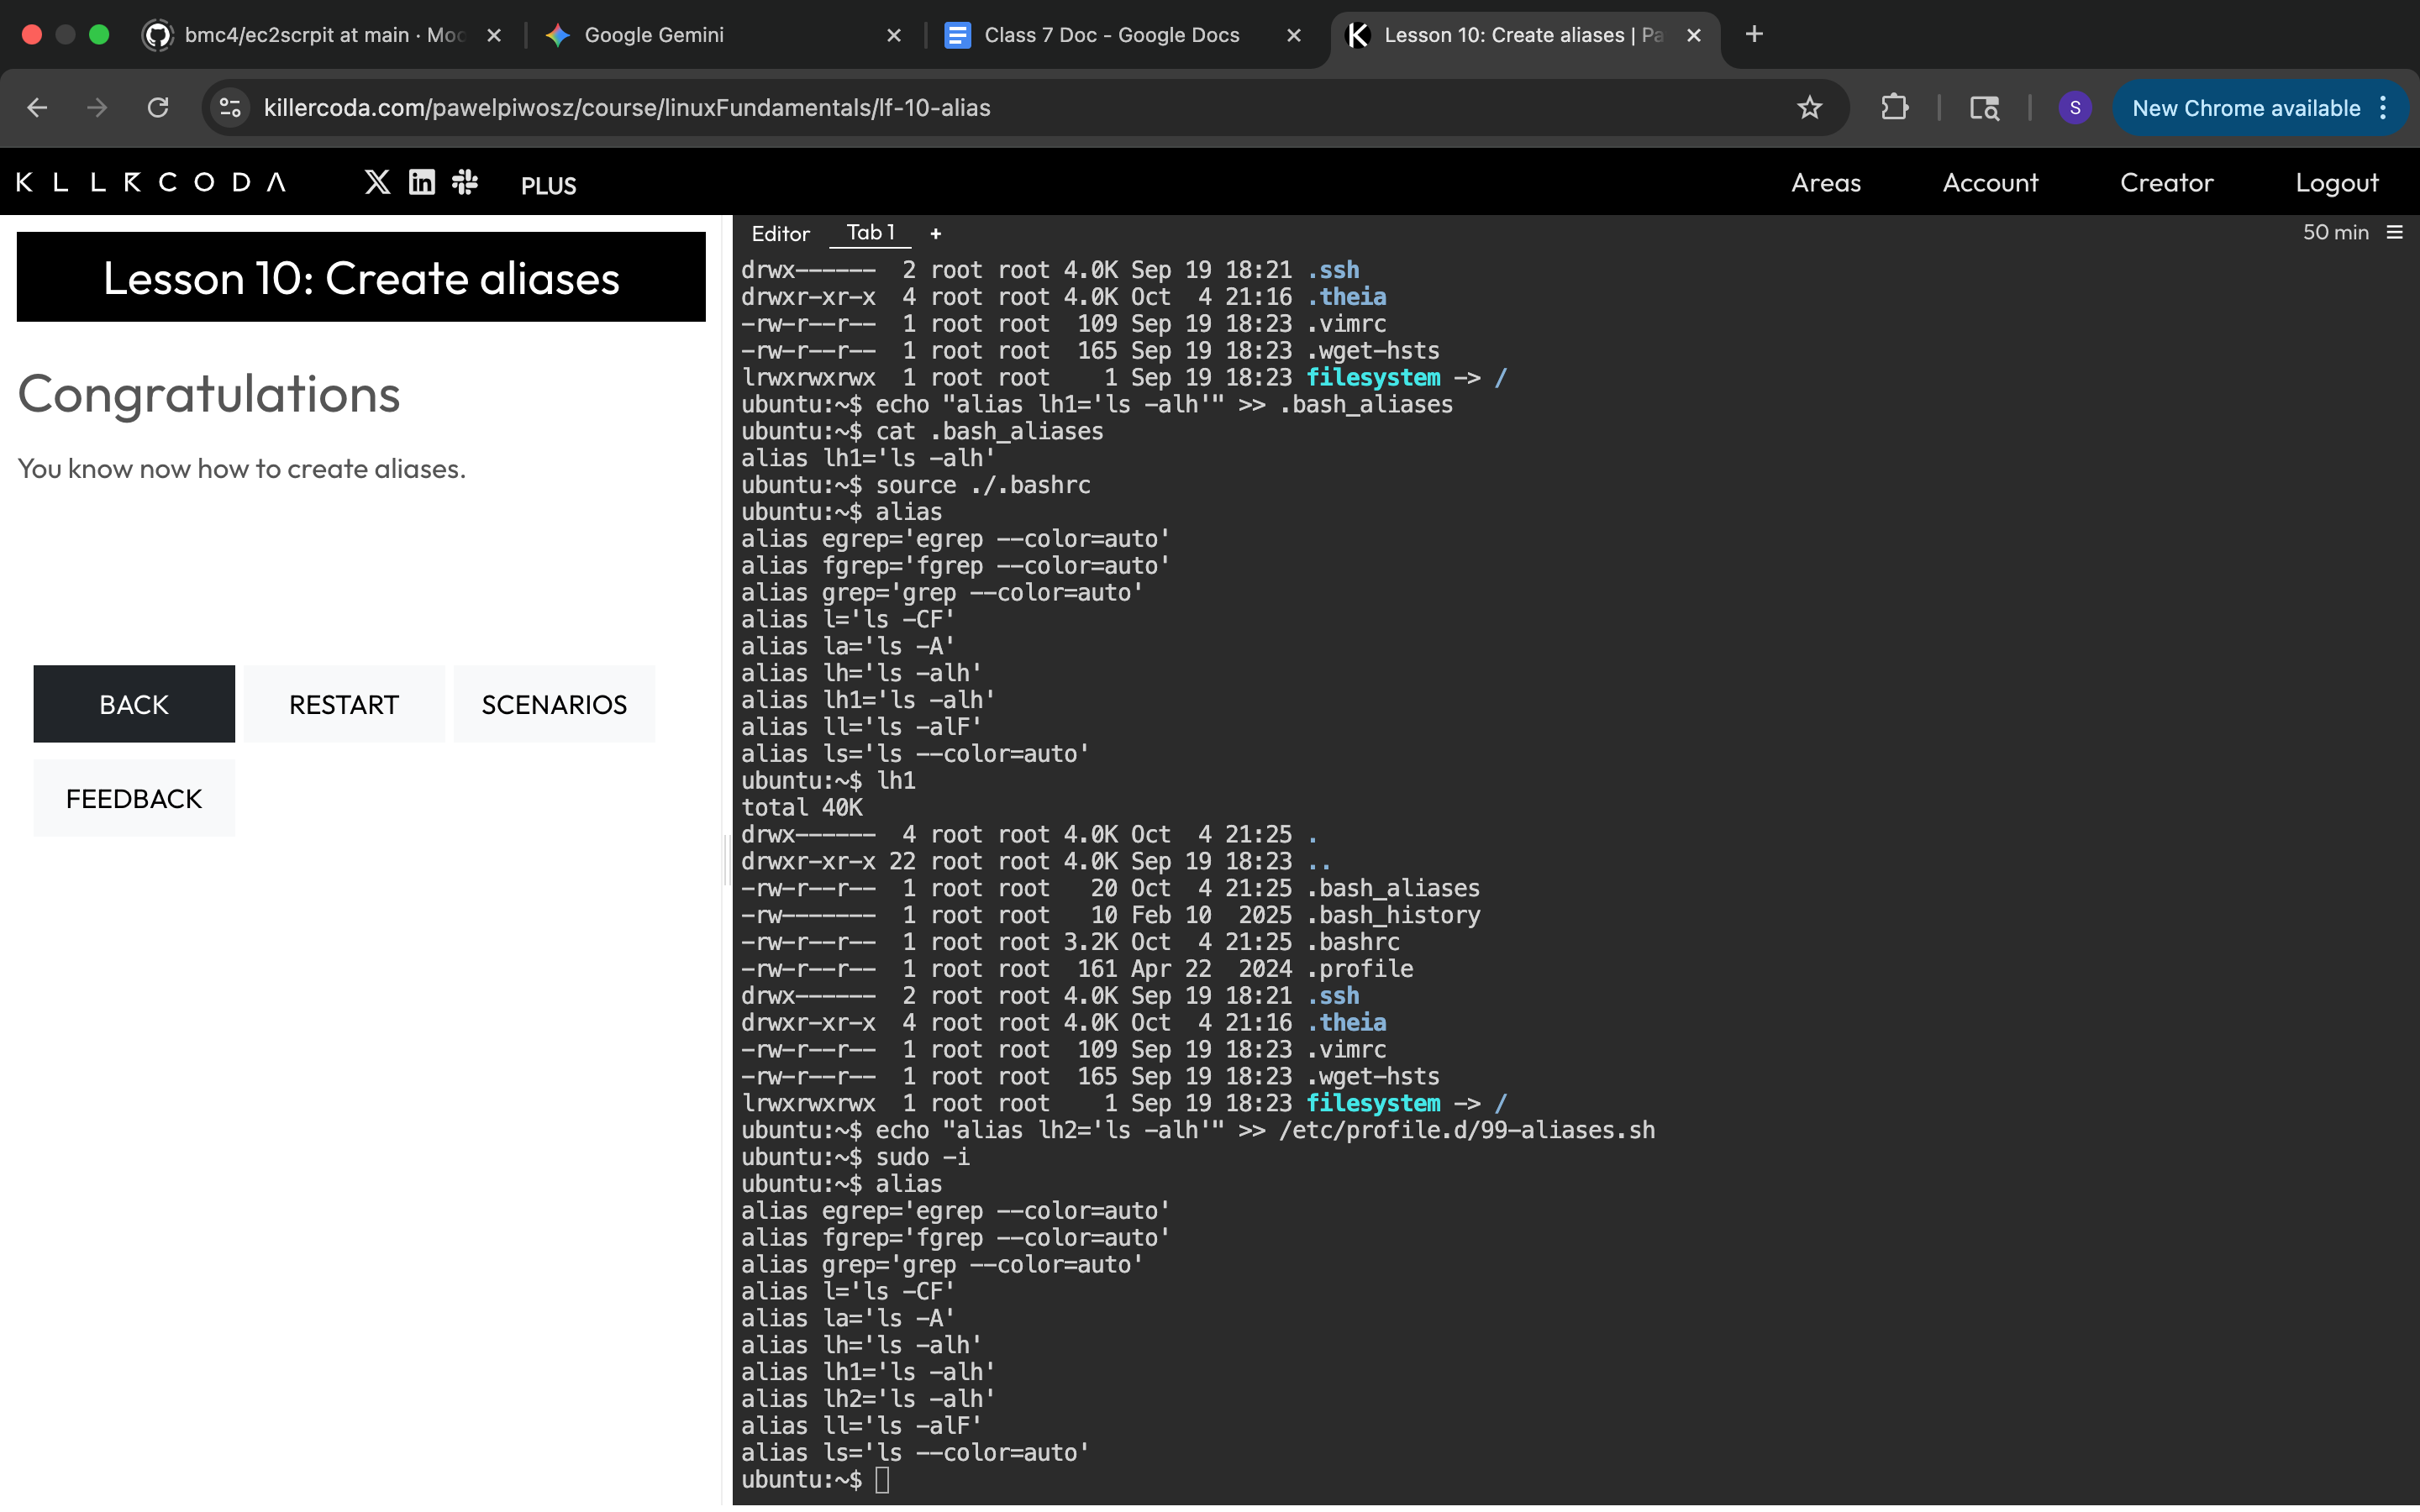 bmc4/ec2scrpit at main · Moc
Google Gemini
Class 7 Doc - Google Docs
Lesson 10: Create aliases | Pa
killercoda.com/pawelpiwosz/course/linuxFundamentals/lf-10-alias
S
New Chrome available
KILLERCODA
PLUS
Areas
Account
Creator
Logout
Lesson 10: Create aliases
Congratulations
You know now how to create aliases.
BACK
RESTART
SCENARIOS
FEEDBACK
Editor
Tab 1
+
50 min
drwx------  2 root root 4.0K Sep 19 18:21 .ssh
drwxr-xr-x  4 root root 4.0K Oct  4 21:16 .theia
-rw-r--r--  1 root root  109 Sep 19 18:23 .vimrc
-rw-r--r--  1 root root  165 Sep 19 18:23 .wget-hsts
lrwxrwxrwx  1 root root    1 Sep 19 18:23 filesystem -> /
ubuntu:~$ echo "alias lh1='ls -alh'" >> .bash_aliases
ubuntu:~$ cat .bash_aliases
alias lh1='ls -alh'
ubuntu:~$ source ./.bashrc
ubuntu:~$ alias
alias egrep='egrep --color=auto'
alias fgrep='fgrep --color=auto'
alias grep='grep --color=auto'
alias l='ls -CF'
alias la='ls -A'
alias lh='ls -alh'
alias lh1='ls -alh'
alias ll='ls -alF'
alias ls='ls --color=auto'
ubuntu:~$ lh1
total 40K
drwx------  4 root root 4.0K Oct  4 21:25 .
drwxr-xr-x 22 root root 4.0K Sep 19 18:23 ..
-rw-r--r--  1 root root   20 Oct  4 21:25 .bash_aliases
-rw-------  1 root root   10 Feb 10  2025 .bash_history
-rw-r--r--  1 root root 3.2K Oct  4 21:25 .bashrc
-rw-r--r--  1 root root  161 Apr 22  2024 .profile
drwx------  2 root root 4.0K Sep 19 18:21 .ssh
drwxr-xr-x  4 root root 4.0K Oct  4 21:16 .theia
-rw-r--r--  1 root root  109 Sep 19 18:23 .vimrc
-rw-r--r--  1 root root  165 Sep 19 18:23 .wget-hsts
lrwxrwxrwx  1 root root    1 Sep 19 18:23 filesystem -> /
ubuntu:~$ echo "alias lh2='ls -alh'" >> /etc/profile.d/99-aliases.sh
ubuntu:~$ sudo -i
ubuntu:~$ alias
alias egrep='egrep --color=auto'
alias fgrep='fgrep --color=auto'
alias grep='grep --color=auto'
alias l='ls -CF'
alias la='ls -A'
alias lh='ls -alh'
alias lh1='ls -alh'
alias lh2='ls -alh'
alias ll='ls -alF'
alias ls='ls --color=auto'
ubuntu:~$